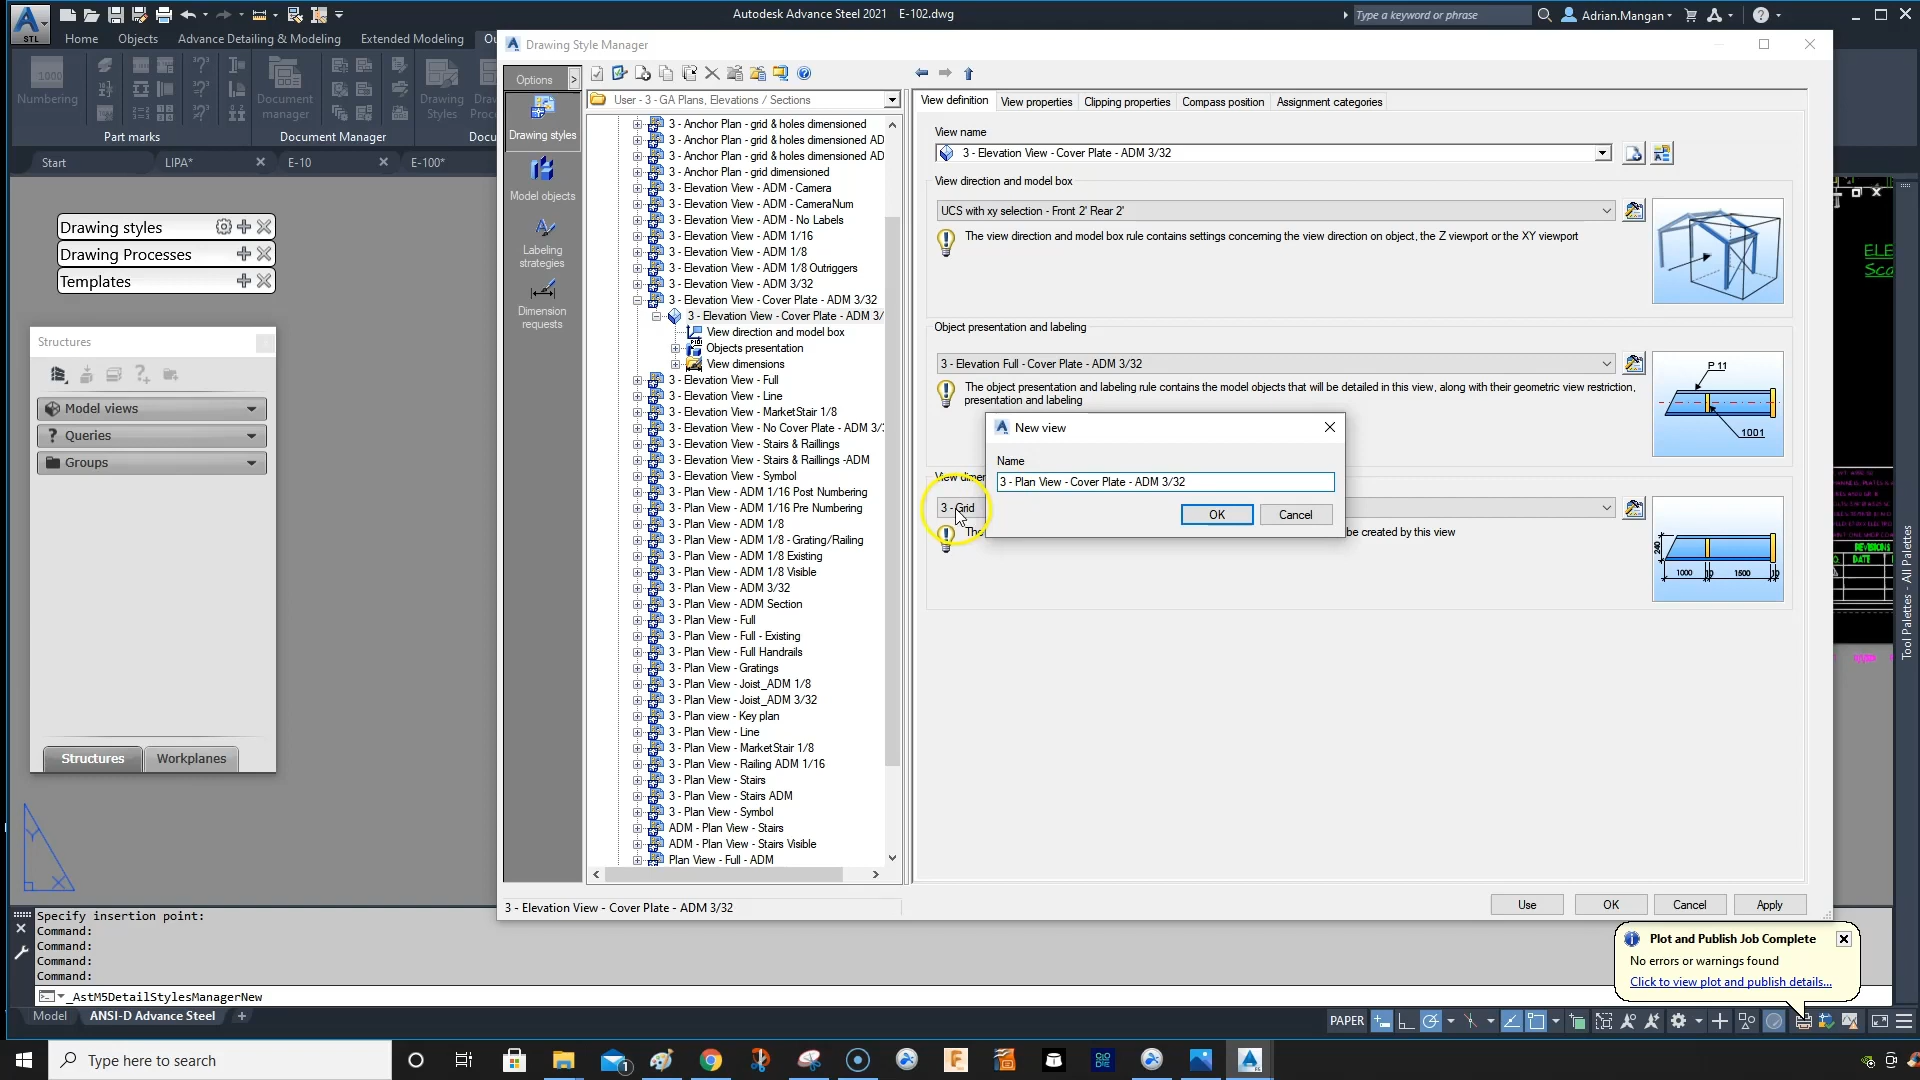 Autodesk Advance Steel 2021 E-102.dwg
Type a keyword or phrase
Adrian.Mangan
STL
Home Objects Advance Detailing & Modeling Extended Modeling
Numbering
Document manager
Drawing Styles
Part marks
Document Manager
Start LIPA* E-10 E-100*
Drawing styles
Drawing Processes
Templates
Structures
Model views
Queries
Groups
Structures Workplanes
Drawing Style Manager
Options
Drawing styles
Model objects
Labeling strategies
Dimension requests
User - 3 - GA Plans, Elevations / Sections
3 - Anchor Plan - grid & holes dimensioned
3 - Anchor Plan - grid & holes dimensioned AD
3 - Anchor Plan - grid & holes dimensioned AD
3 - Anchor Plan - grid dimensioned
3 - Elevation View - ADM - Camera
3 - Elevation View - ADM - CameraNum
3 - Elevation View - ADM - No Labels
3 - Elevation View - ADM 1/16
3 - Elevation View - ADM 1/8
3 - Elevation View - ADM 1/8 Outriggers
3 - Elevation View - ADM 3/32
3 - Elevation View - Cover Plate - ADM 3/32
3 - Elevation View - Cover Plate - ADM 3/
View direction and model box
Objects presentation
View dimensions
3 - Elevation View - Full
3 - Elevation View - Line
3 - Elevation View - MarketStair 1/8
3 - Elevation View - No Cover Plate - ADM 3/
3 - Elevation View - Stairs & Raillings
3 - Elevation View - Stairs & Raillings -ADM
3 - Elevation View - Symbol
3 - Plan View - ADM 1/16 Post Numbering
3 - Plan View - ADM 1/16 Pre Numbering
3 - Plan View - ADM 1/8
3 - Plan View - ADM 1/8 - Grating/Railing
3 - Plan View - ADM 1/8 Existing
3 - Plan View - ADM 1/8 Visible
3 - Plan View - ADM 3/32
3 - Plan View - ADM Section
3 - Plan View - Full
3 - Plan View - Full - Existing
3 - Plan View - Full Handrails
3 - Plan View - Gratings
3 - Plan View - Joist_ADM 1/8
3 - Plan View - Joist_ADM 3/32
3 - Plan view - Key plan
3 - Plan View - Line
3 - Plan View - MarketStair 1/8
3 - Plan View - Railing ADM 1/16
3 - Plan View - Stairs
3 - Plan View - Stairs ADM
3 - Plan View - Symbol
ADM - Plan View - Stairs
ADM - Plan View - Stairs Visible
Plan View - Full - ADM
3 - Elevation View - Cover Plate - ADM 3/32
View definition View properties Clipping properties Compass position Assignment categories
View name
3 - Elevation View - Cover Plate - ADM 3/32
View direction and model box
UCS with xy selection - Front 2' Rear 2'
The view direction and model box rule contains settings concerning the view direction on object, the Z viewport or the XY viewport
Object presentation and labeling
3 - Elevation Full - Cover Plate - ADM 3/32
The object presentation and labeling rule contains the model objects that will be detailed in this view, along with their geometric view restriction,
presentation and labeling
P 11
1001
New view
Name
3 - Plan View - Cover Plate - ADM 3/32
OK Cancel
View dimen
3 - Grid
The
be created by this view
240
1000 10 1500 10
Use OK Cancel Apply
ELE
Sca
REVISIONS
DATE
Tool Palettes - All Palettes
Specify insertion point:
Command:
Command:
Command:
Command:
_AstM5DetailStylesManagerNew
Model ANSI-D Advance Steel
PAPER
Plot and Publish Job Complete
No errors or warnings found
Click to view plot and publish details...
Type here to search